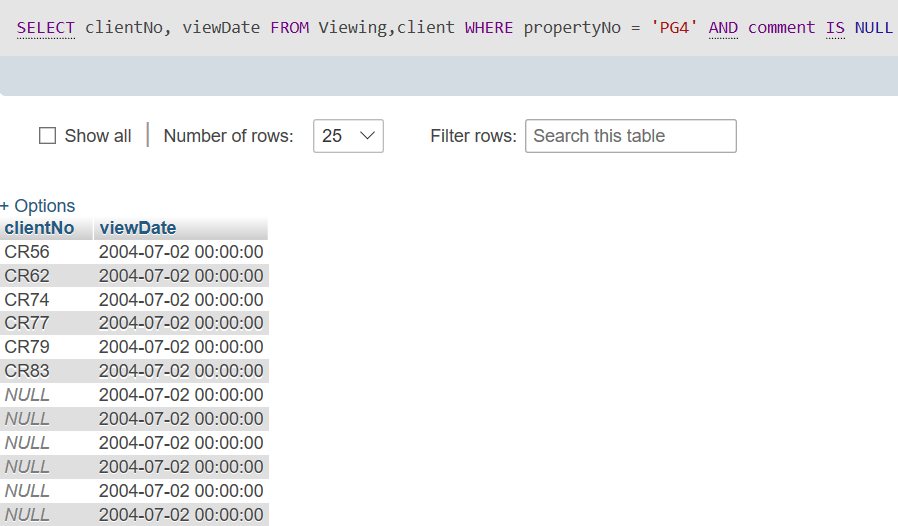 SELECT clientNo, viewDate FROM Viewing,client WHERE propertyNo = 'PG4' AND comment IS NULL
Show all | Number of rows: 25 Filter rows: Search this table
+ Options
clientNo viewDate
CR56 2004-07-02 00:00:00
CR62 2004-07-02 00:00:00
CR74 2004-07-02 00:00:00
CR77 2004-07-02 00:00:00
CR79 2004-07-02 00:00:00
CR83 2004-07-02 00:00:00
NULL 2004-07-02 00:00:00
NULL 2004-07-02 00:00:00
NULL 2004-07-02 00:00:00
NULL 2004-07-02 00:00:00
NULL 2004-07-02 00:00:00
NULL 2004-07-02 00:00:00